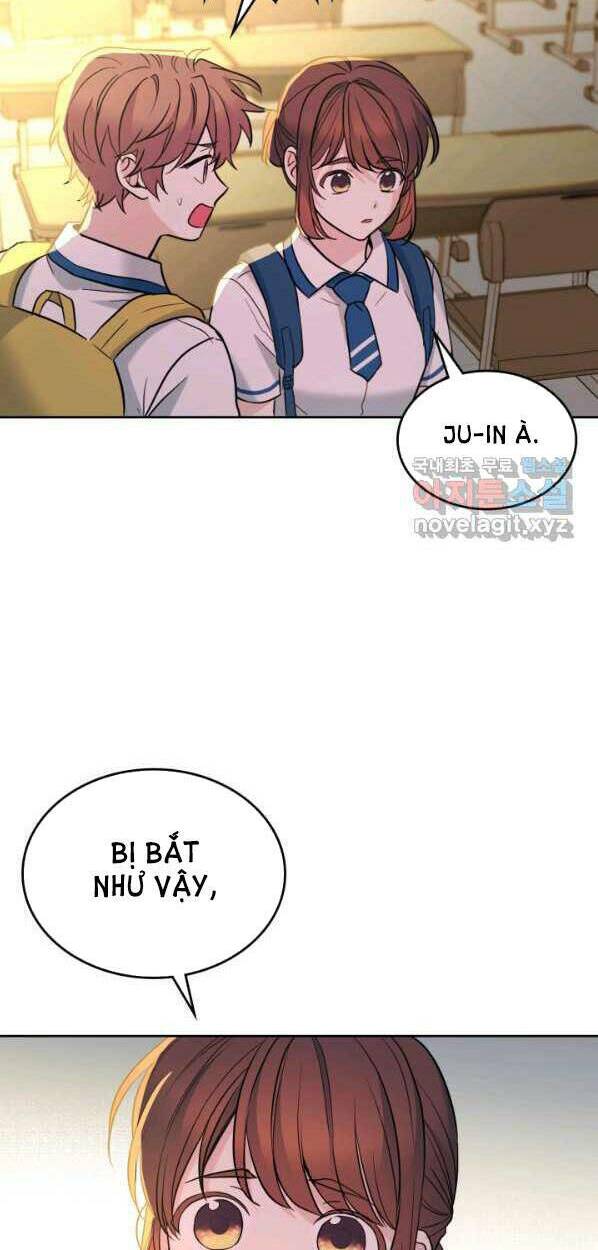 JU-IN À.
국내최초 무료 웹소설
아지툰소설
novelagit.xyz
BỊ BẮT
NHƯ VẬY,